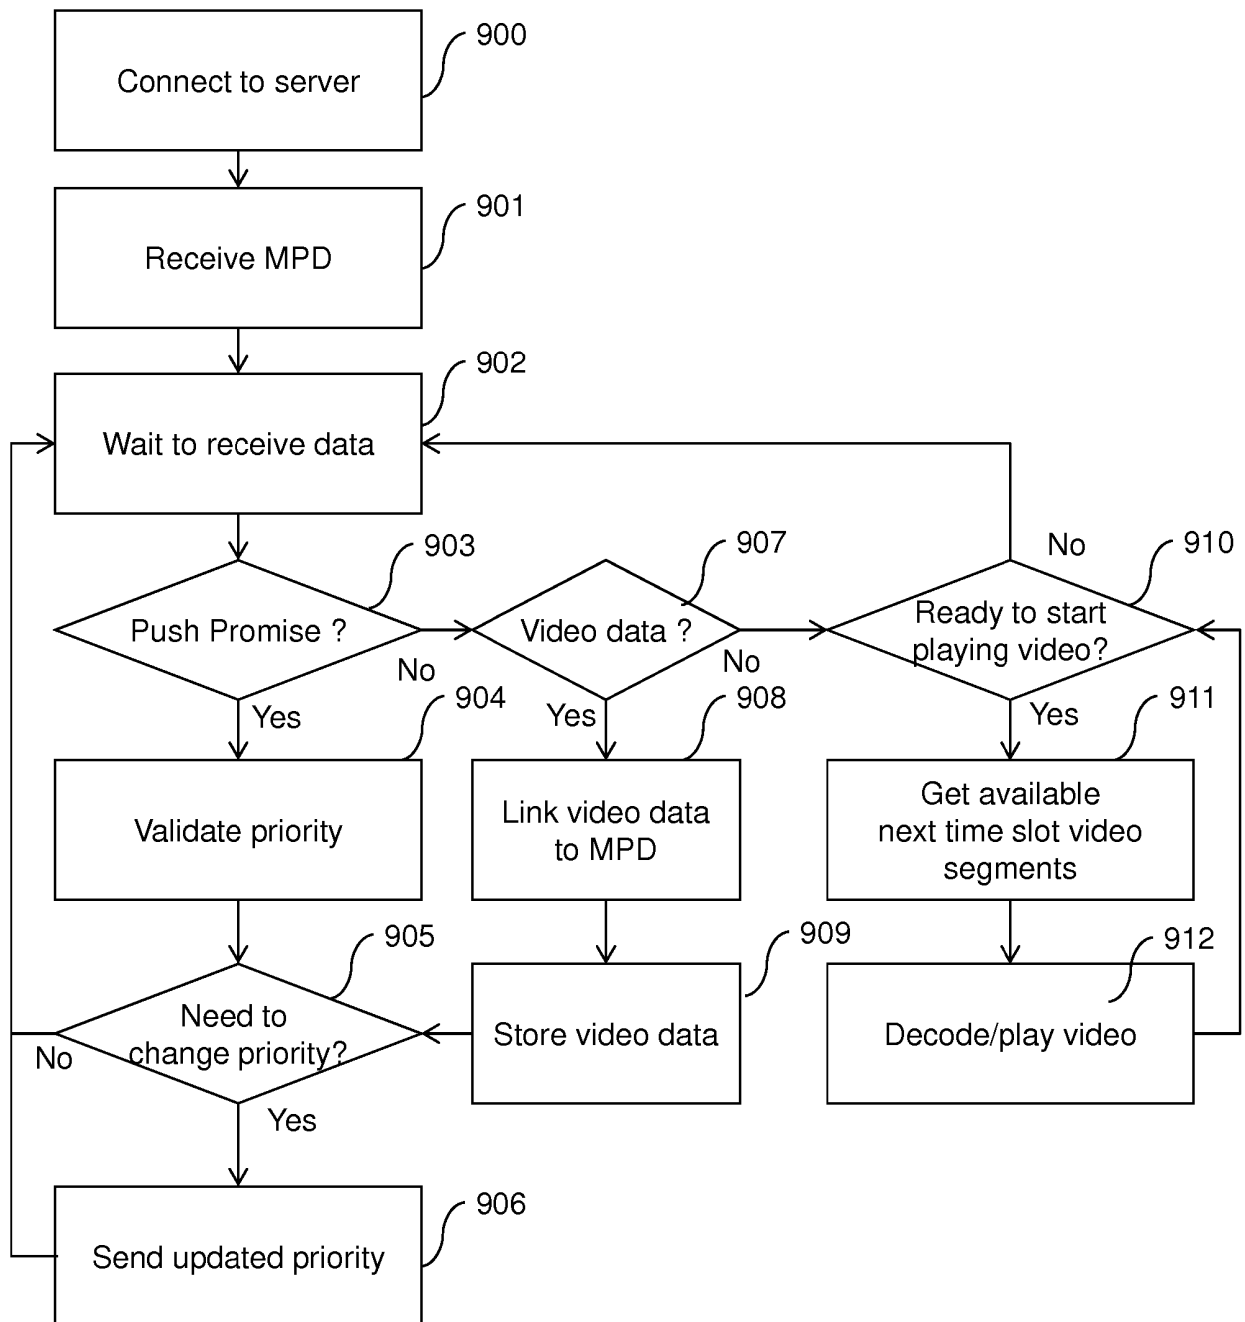 900
Connect to server
901
Receive MPD
902
Wait to receive data
903
Push Promise ?
No
Yes
907
Video data ?
No
Yes
910
No
Ready to start
playing video?
Yes
904
Validate priority
908
Link video data
to MPD
911
Get available
next time slot video
segments
905
Need to
change priority?
No
Yes
909
Store video data
912
Decode/play video
906
Send updated priority